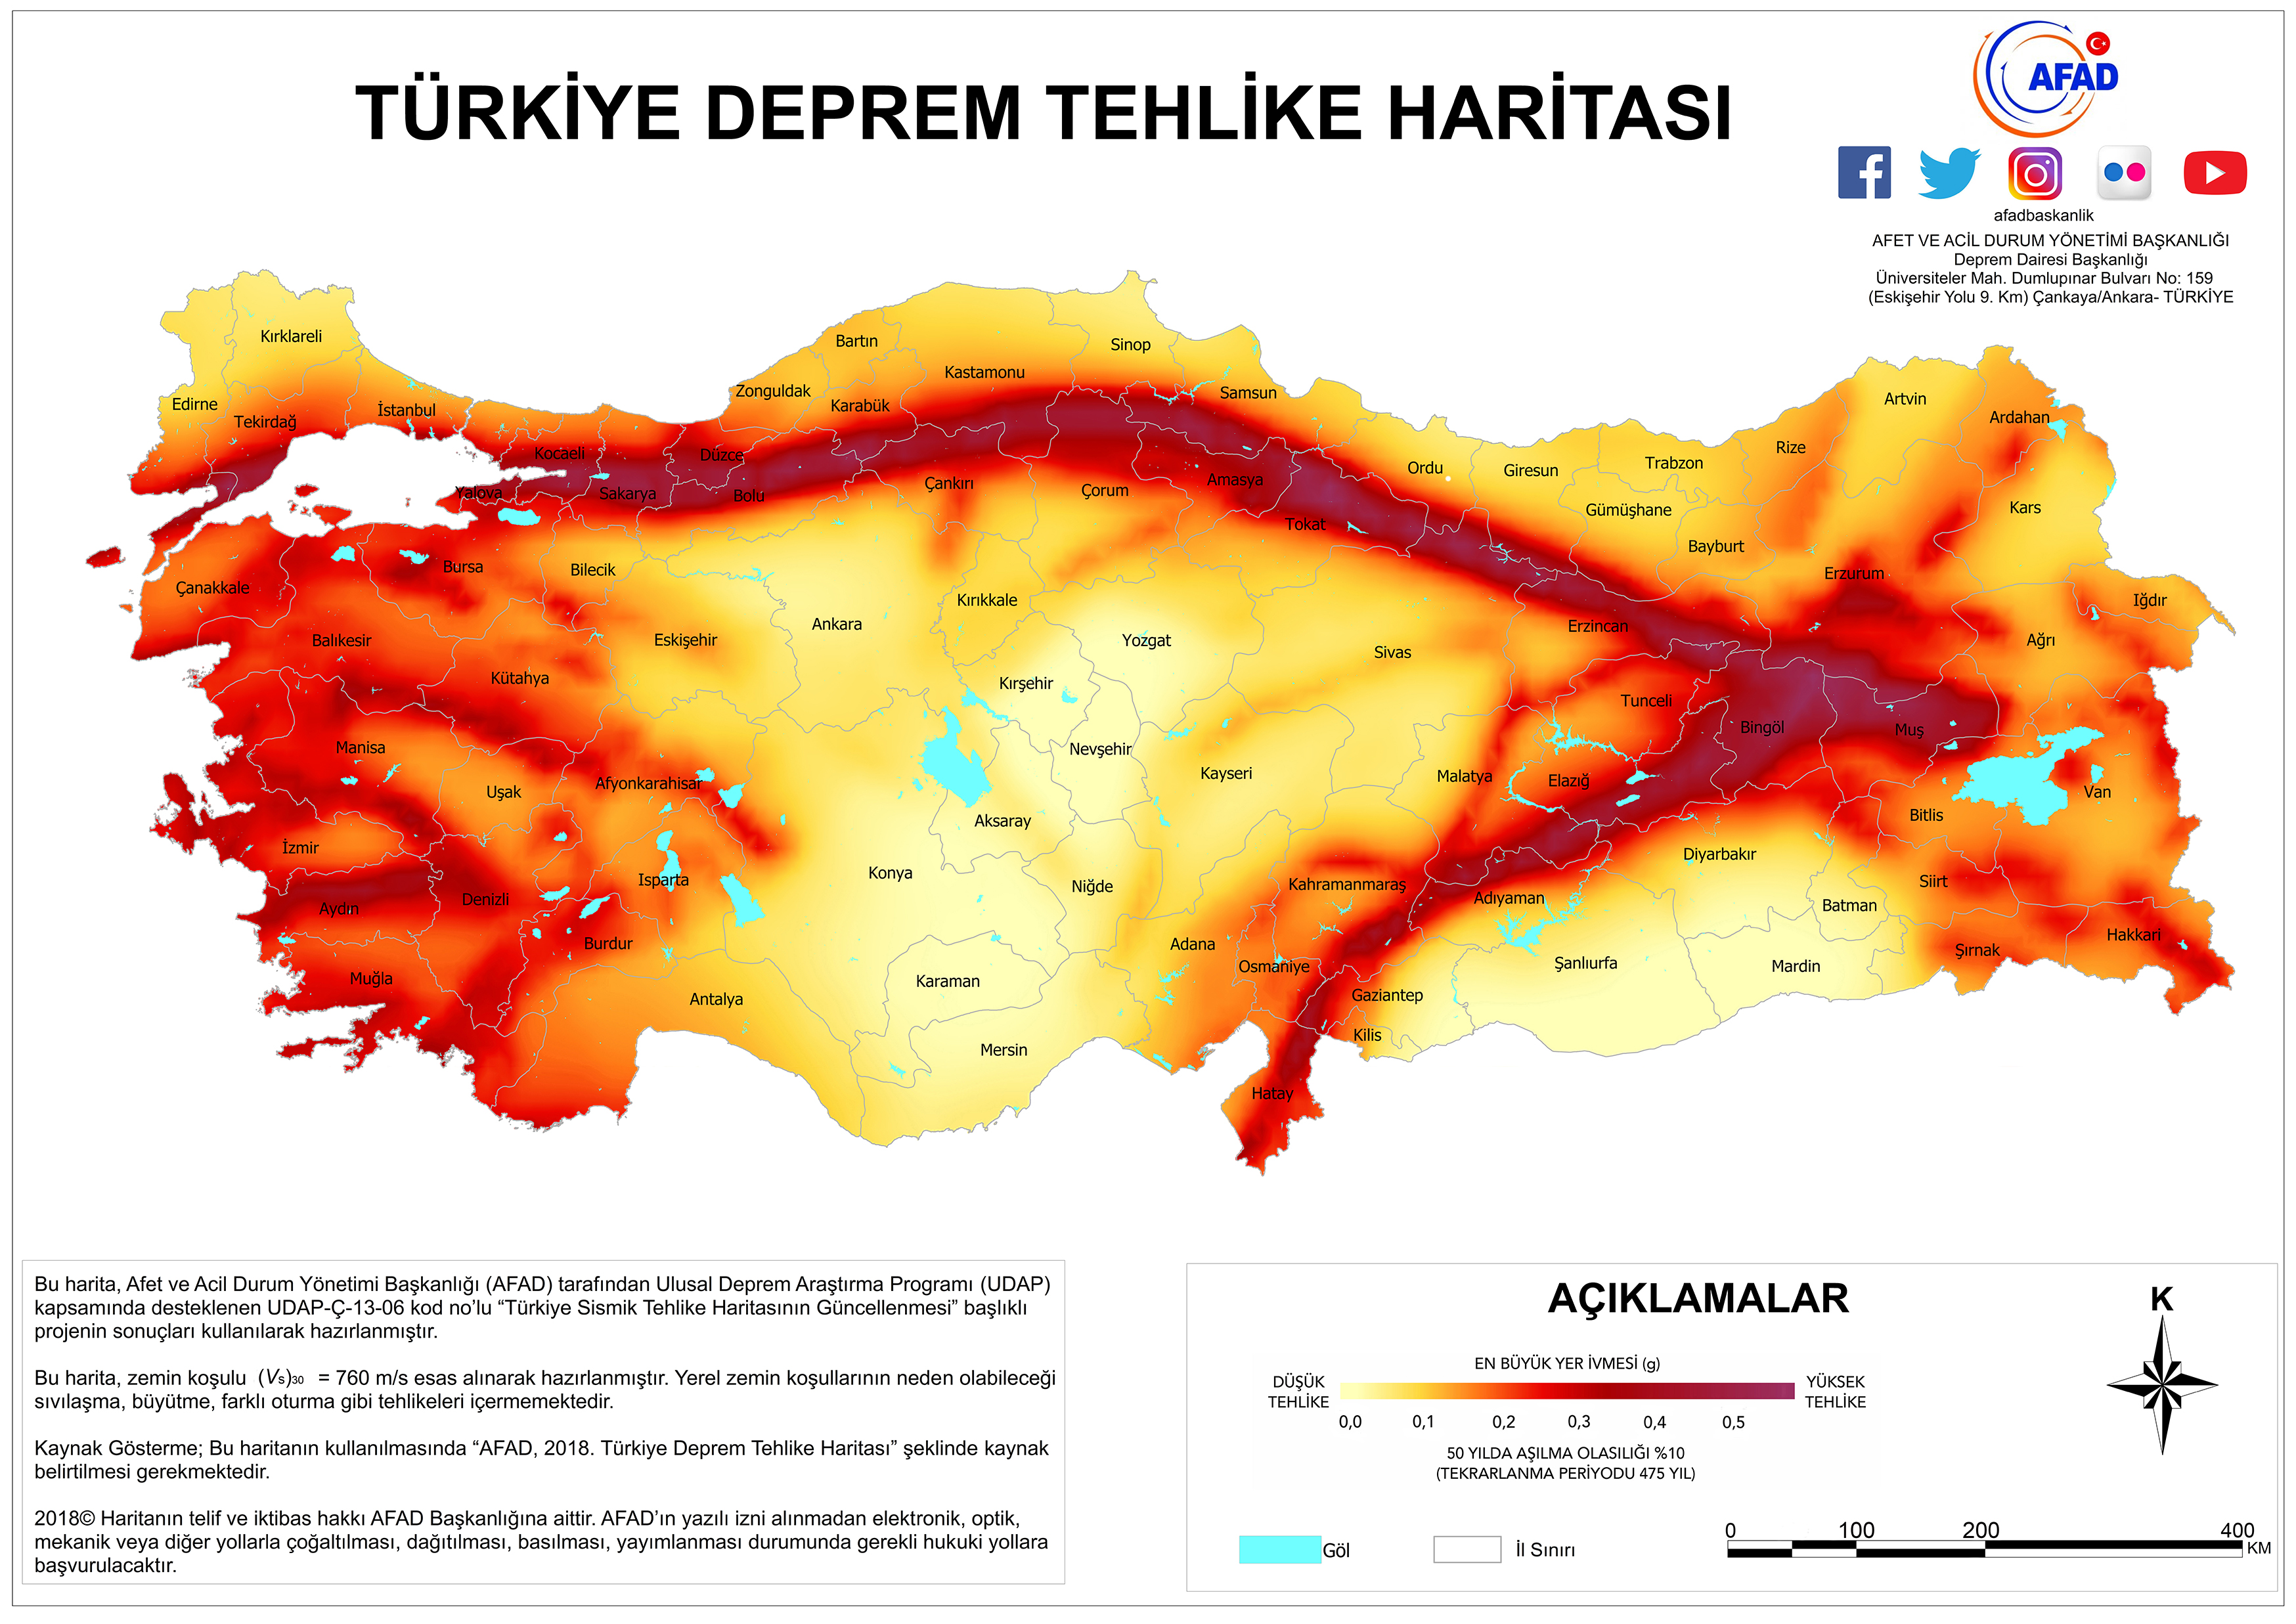 TÜRKİYE DEPREM TEHLİKE HARİTASI
AFAD
afadbaskanlik
AFET VE ACİL DURUM YÖNETİMİ BAŞKANLIĞI
Deprem Dairesi Başkanlığı
Üniversiteler Mah. Dumlupınar Bulvarı No: 159
(Eskişehir Yolu 9. Km) Çankaya/Ankara- TÜRKİYE
Kırklareli
Edirne
Tekirdağ
İstanbul
Kocaeli
Yalova
Sakarya
Düzce
Bolu
Zonguldak
Bartın
Karabük
Kastamonu
Sinop
Samsun
Çankırı
Çorum
Amasya
Tokat
Ordu
Giresun
Trabzon
Gümüşhane
Bayburt
Rize
Artvin
Ardahan
Kars
Erzurum
Iğdır
Ağrı
Çanakkale
Bursa
Bilecik
Balıkesir
Kütahya
Eskişehir
Ankara
Kırıkkale
Yozgat
Kırşehir
Sivas
Erzincan
Tunceli
Bingöl
Muş
Manisa
Uşak
Afyonkarahisar
Nevşehir
Kayseri
Malatya
Elazığ
Van
Bitlis
İzmir
Aksaray
Konya
Niğde
Isparta
Aydın
Denizli
Burdur
Kahramanmaraş
Adıyaman
Diyarbakır
Siirt
Batman
Muğla
Antalya
Karaman
Mersin
Adana
Osmaniye
Gaziantep
Kilis
Hatay
Şanlıurfa
Mardin
Şırnak
Hakkari
Bu harita, Afet ve Acil Durum Yönetimi Başkanlığı (AFAD) tarafından Ulusal Deprem Araştırma Programı (UDAP)
kapsamında desteklenen UDAP-Ç-13-06 kod no’lu “Türkiye Sismik Tehlike Haritasının Güncellenmesi” başlıklı
projenin sonuçları kullanılarak hazırlanmıştır.
Bu harita, zemin koşulu (Vs)30 = 760 m/s esas alınarak hazırlanmıştır. Yerel zemin koşullarının neden olabileceği
sıvılaşma, büyütme, farklı oturma gibi tehlikeleri içermemektedir.
Kaynak Gösterme; Bu haritanın kullanılmasında “AFAD, 2018. Türkiye Deprem Tehlike Haritası” şeklinde kaynak
belirtilmesi gerekmektedir.
2018© Haritanın telif ve iktibas hakkı AFAD Başkanlığına aittir. AFAD’ın yazılı izni alınmadan elektronik, optik,
mekanik veya diğer yollarla çoğaltılması, dağıtılması, basılması, yayımlanması durumunda gerekli hukuki yollara
başvurulacaktır.
AÇIKLAMALAR
K
EN BÜYÜK YER İVMESİ (g)
DÜŞÜK
TEHLİKE
YÜKSEK
TEHLİKE
0,0 0,1 0,2 0,3 0,4 0,5
50 YILDA AŞILMA OLASILIĞI %10
(TEKRARLANMA PERİYODU 475 YIL)
Göl
İl Sınırı
0 100 200 400
KM